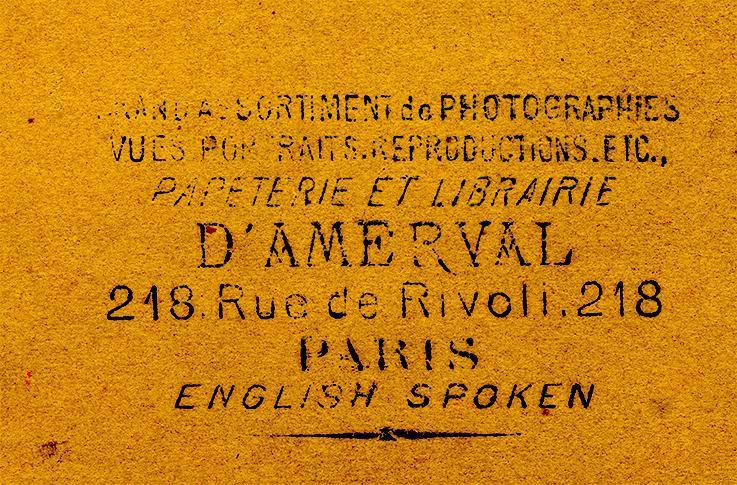 GRAND ASSORTIMENT de PHOTOGRAPHIES
VUES PORTRAITS.REPRODUCTIONS.ETC.,
PAPETERIE ET LIBRAIRIE
D'AMERVAL
218. Rue de Rivoli. 218
PARIS
ENGLISH SPOKEN